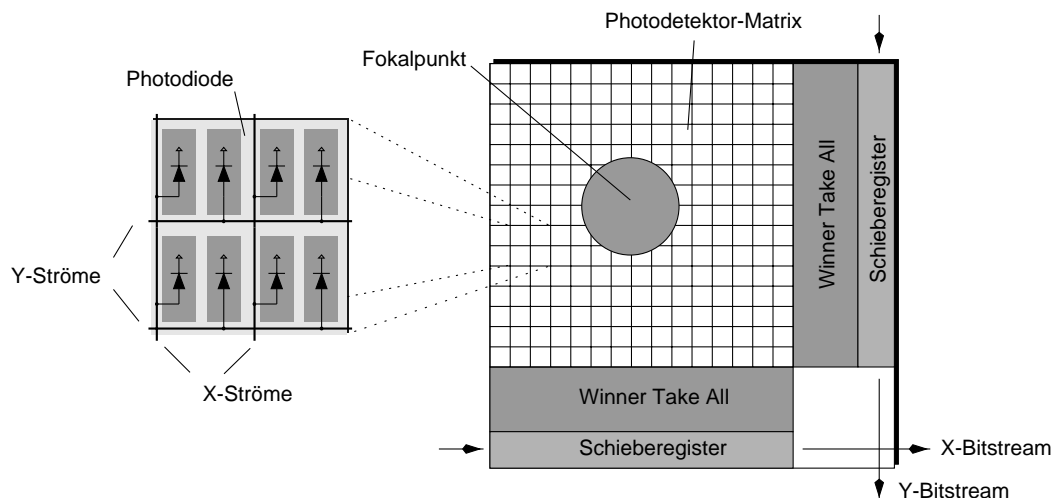 Photodetektor-Matrix
Fokalpunkt
Photodiode
Y-Ströme
X-Ströme
Winner Take All
Schieberegister
Winner Take All
Schieberegister
X-Bitstream
Y-Bitstream